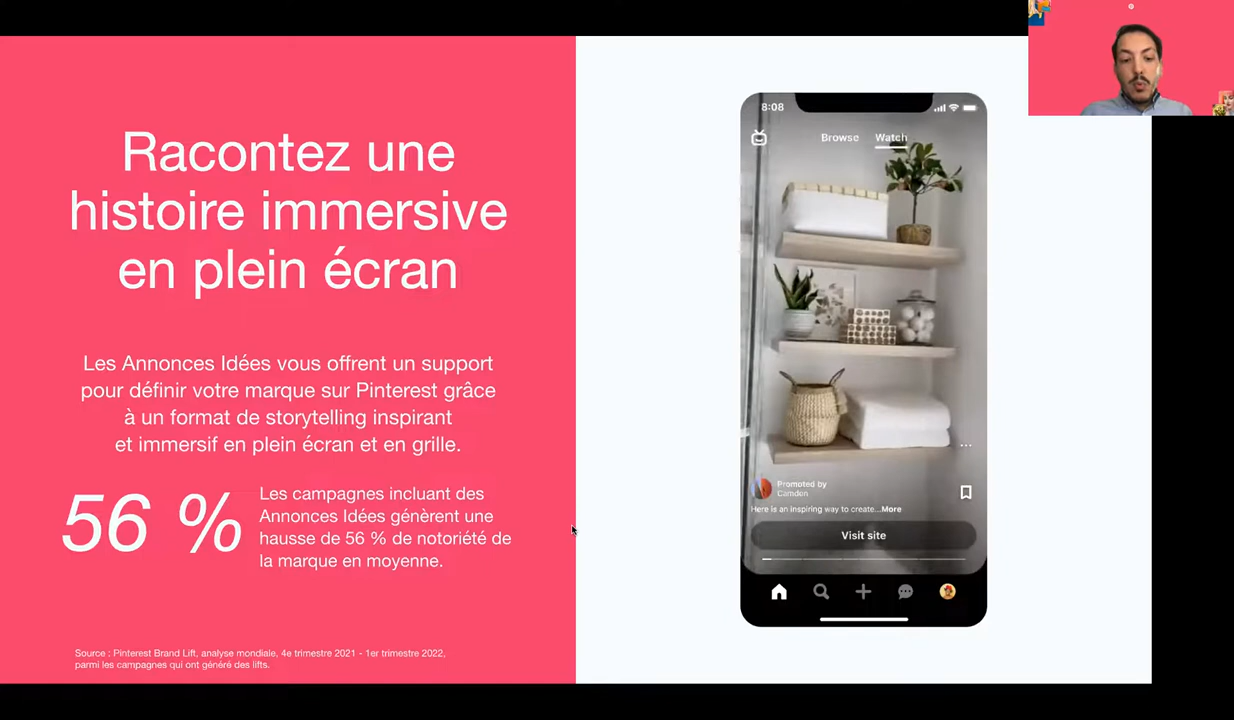 Racontez une
histoire immersive
en plein écran
Les Annonces Idées vous offrent un support
pour définir votre marque sur Pinterest grâce
à un format de storytelling inspirant
et immersif en plein écran et en grille.
56 %
Les campagnes incluant des
Annonces Idées génèrent une
hausse de 56 % de notoriété de
la marque en moyenne.
Source : Pinterest Brand Lift, analyse mondiale, 4e trimestre 2021 - 1er trimestre 2022,
parmi les campagnes qui ont généré des lifts.
8:08
Browse Watch
Promoted by
Camden
Here is an inspiring way to create...More
Visit site